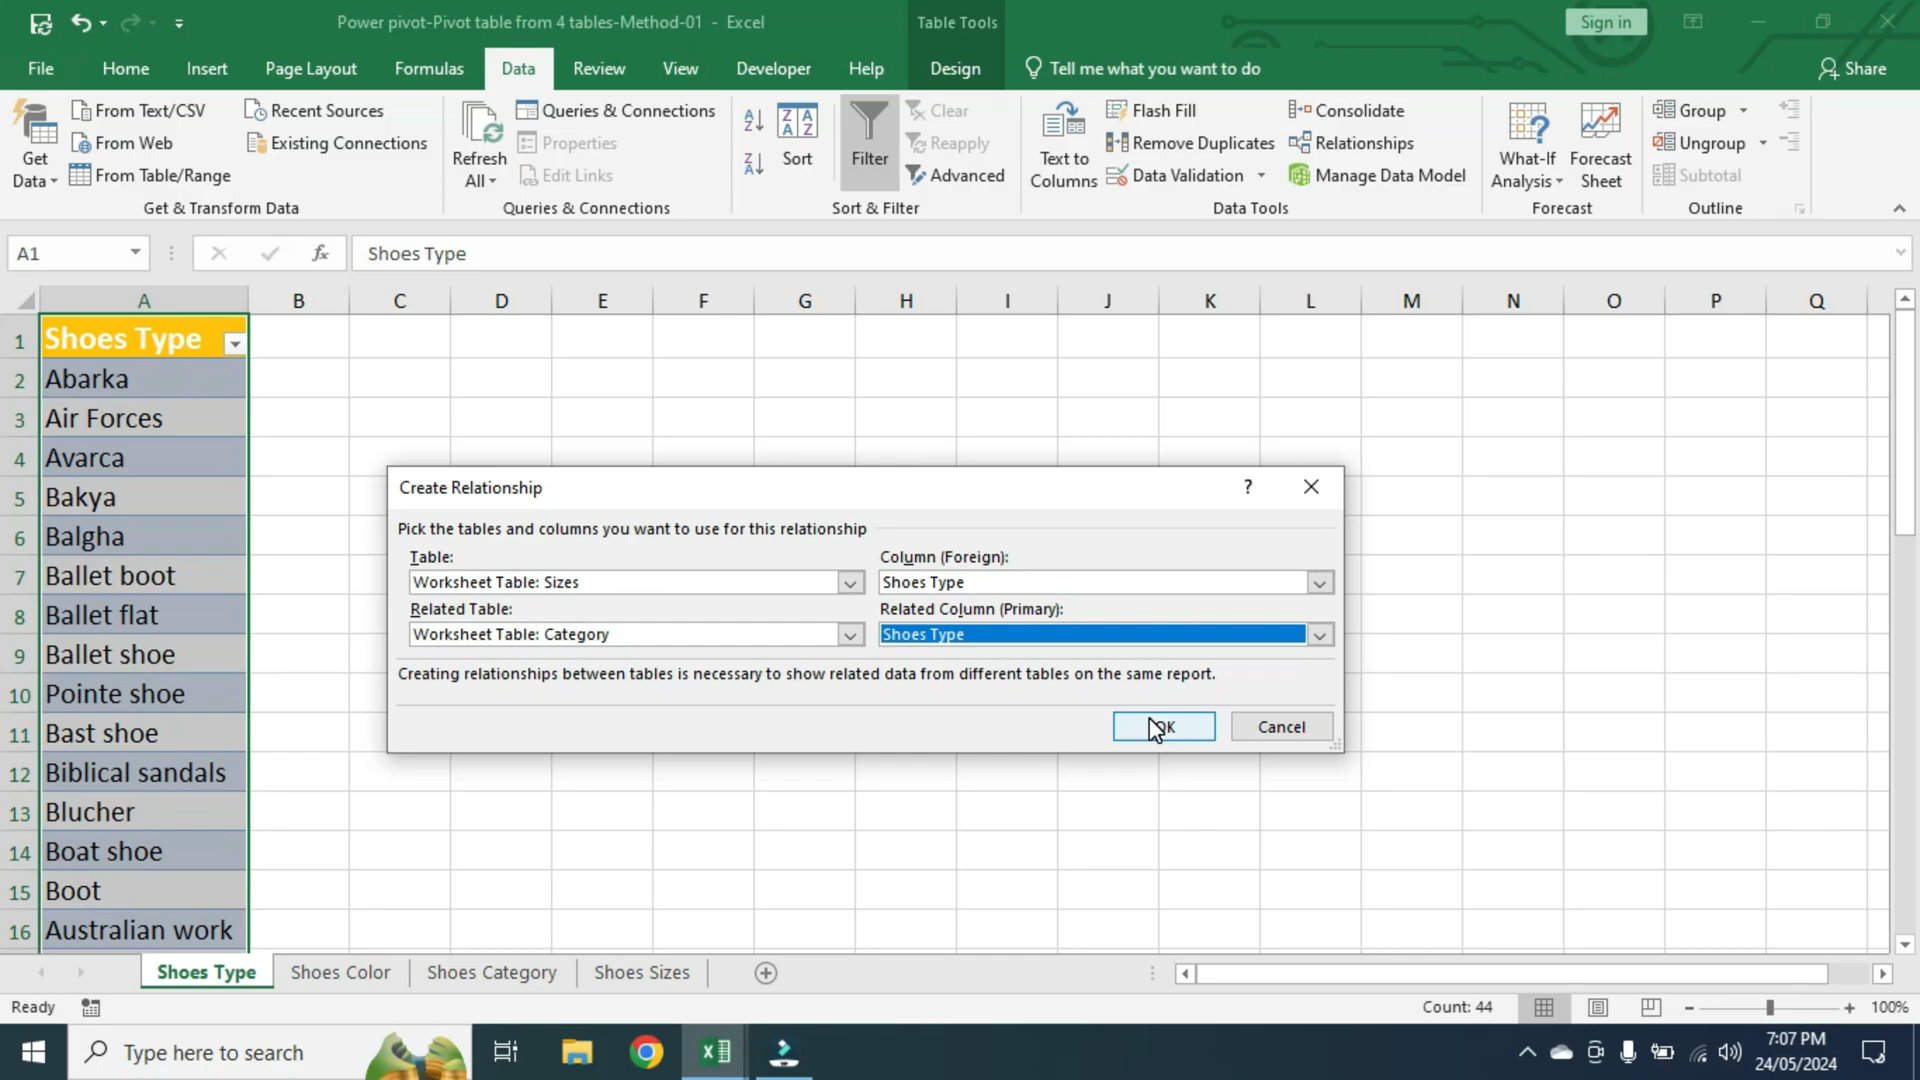 Power pivot-Pivot table from 4 tables-Method-01 - Excel
Table Tools
Sign in
File
Home
Insert
Page Layout
Formulas
Data
Review
View
Developer
Help
Design
Tell me what you want to do
Share
Get Data
From Text/CSV
From Web
From Table/Range
Recent Sources
Existing Connections
Get & Transform Data
Refresh All
Queries & Connections
Properties
Edit Links
Queries & Connections
Sort
Filter
Clear
Reapply
Advanced
Sort & Filter
Text to Columns
Flash Fill
Remove Duplicates
Data Validation
Consolidate
Relationships
Manage Data Model
Data Tools
What-If Analysis
Forecast Sheet
Forecast
Group
Ungroup
Subtotal
Outline
A1
fx
Shoes Type
A B C D E F G H I J K L M N O P Q
1 Shoes Type
2 Abarka
3 Air Forces
4 Avarca
5 Bakya
6 Balgha
7 Ballet boot
8 Ballet flat
9 Ballet shoe
10 Pointe shoe
11 Bast shoe
12 Biblical sandals
13 Blucher
14 Boat shoe
15 Boot
16 Australian work
Create Relationship
?
Pick the tables and columns you want to use for this relationship
Table:
Column (Foreign):
Worksheet Table: Sizes
Shoes Type
Related Table:
Related Column (Primary):
Worksheet Table: Category
Shoes Type
Creating relationships between tables is necessary to show related data from different tables on the same report.
OK
Cancel
Shoes Type
Shoes Color
Shoes Category
Shoes Sizes
Ready
Count: 44
100%
Type here to search
7:07 PM
24/05/2024